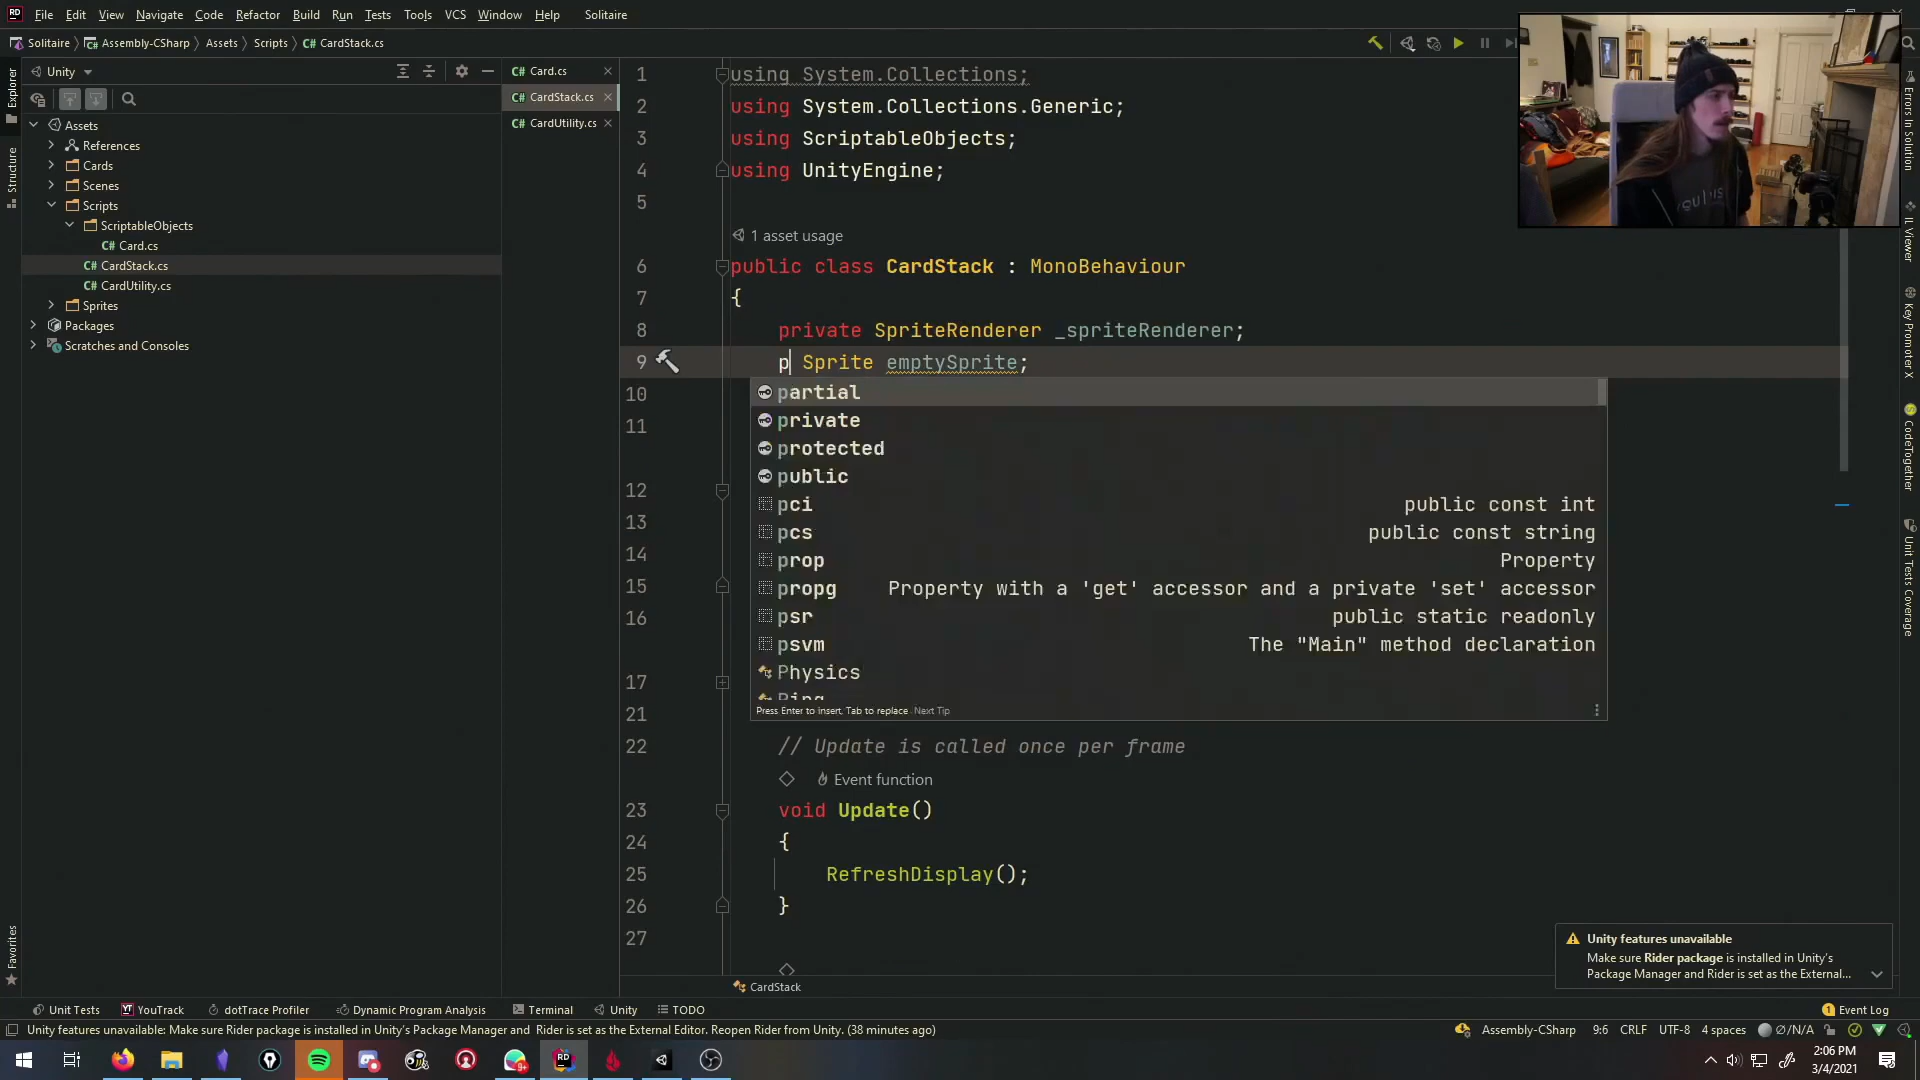 File Edit View Navigate Code Refactor Build Run Tests Tools VCS Window Help Solitaire
Solitaire Assembly-CSharp Assets Scripts CardStack.cs
Unity
Explorer
Structure
Favorites
Assets
References
Cards
Scenes
Scripts
ScriptableObjects
Card.cs
CardStack.cs
CardUtility.cs
Sprites
Packages
Scratches and Consoles
Card.cs
CardStack.cs
CardUtility.cs
1 using System.Collections;
2 using System.Collections.Generic;
3 using ScriptableObjects;
4 using UnityEngine;
5
1 asset usage
6 public class CardStack : MonoBehaviour
7 {
8 private SpriteRenderer _spriteRenderer;
9 p Sprite emptySprite;
10
11
12
13
14
15
16
17
21
partial
private
protected
public
pci public const int
pcs public const string
prop Property
propg Property with a 'get' accessor and a private 'set' accessor
psr public static readonly
psvm The "Main" method declaration
Physics
Ping
Press Enter to insert, Tab to replace Next Tip
22 // Update is called once per frame
Event function
23 void Update()
24 {
25 RefreshDisplay();
26 }
27
CardStack
Errors In Solution
IL Viewer
Key Promoter X
CodeTogether
Unit Tests Coverage
Unity features unavailable
Make sure Rider package is installed in Unity's
Package Manager and Rider is set as the External...
Unit Tests YouTrack dotTrace Profiler Dynamic Program Analysis Terminal Unity TODO
1 Event Log
Unity features unavailable: Make sure Rider package is installed in Unity's Package Manager and Rider is set as the External Editor. Reopen Rider from Unity. (38 minutes ago)
Assembly-CSharp 9:6 CRLF UTF-8 4 spaces ∅/N/A
2:06 PM
3/4/2021